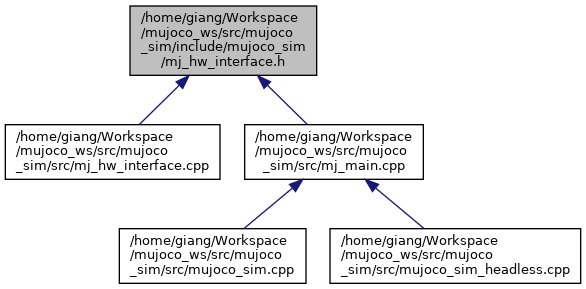 /home/giang/Workspace
/mujoco_ws/src/mujoco
_sim/include/mujoco_sim
/mj_hw_interface.h
/home/giang/Workspace
/mujoco_ws/src/mujoco
_sim/src/mj_hw_interface.cpp
/home/giang/Workspace
/mujoco_ws/src/mujoco
_sim/src/mj_main.cpp
/home/giang/Workspace
/mujoco_ws/src/mujoco
_sim/src/mujoco_sim.cpp
/home/giang/Workspace
/mujoco_ws/src/mujoco
_sim/src/mujoco_sim_headless.cpp